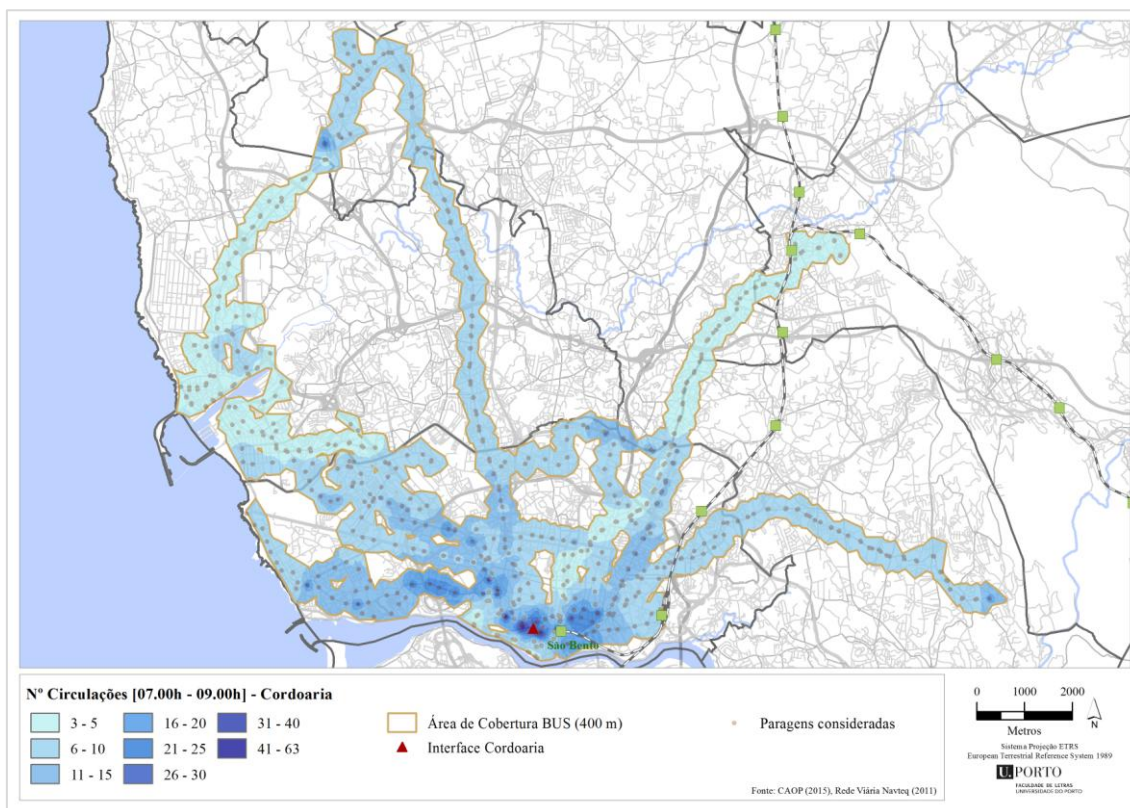 São Bento
Nº Circulações [07.00h - 09.00h] - Cordoaria
3 - 5
6 - 10
11 - 15
16 - 20
21 - 25
26 - 30
31 - 40
41 - 63
Área de Cobertura BUS (400 m)
Interface Cordoaria
Paragens consideradas
0 1000 2000
Metros
N
Sistema Projeção ETRS
European Terrestrial Reference System 1989
U. PORTO
FACULDADE DE LETRAS
UNIVERSIDADE DO PORTO
Fonte: CAOP (2015), Rede Viária Navteq (2011)